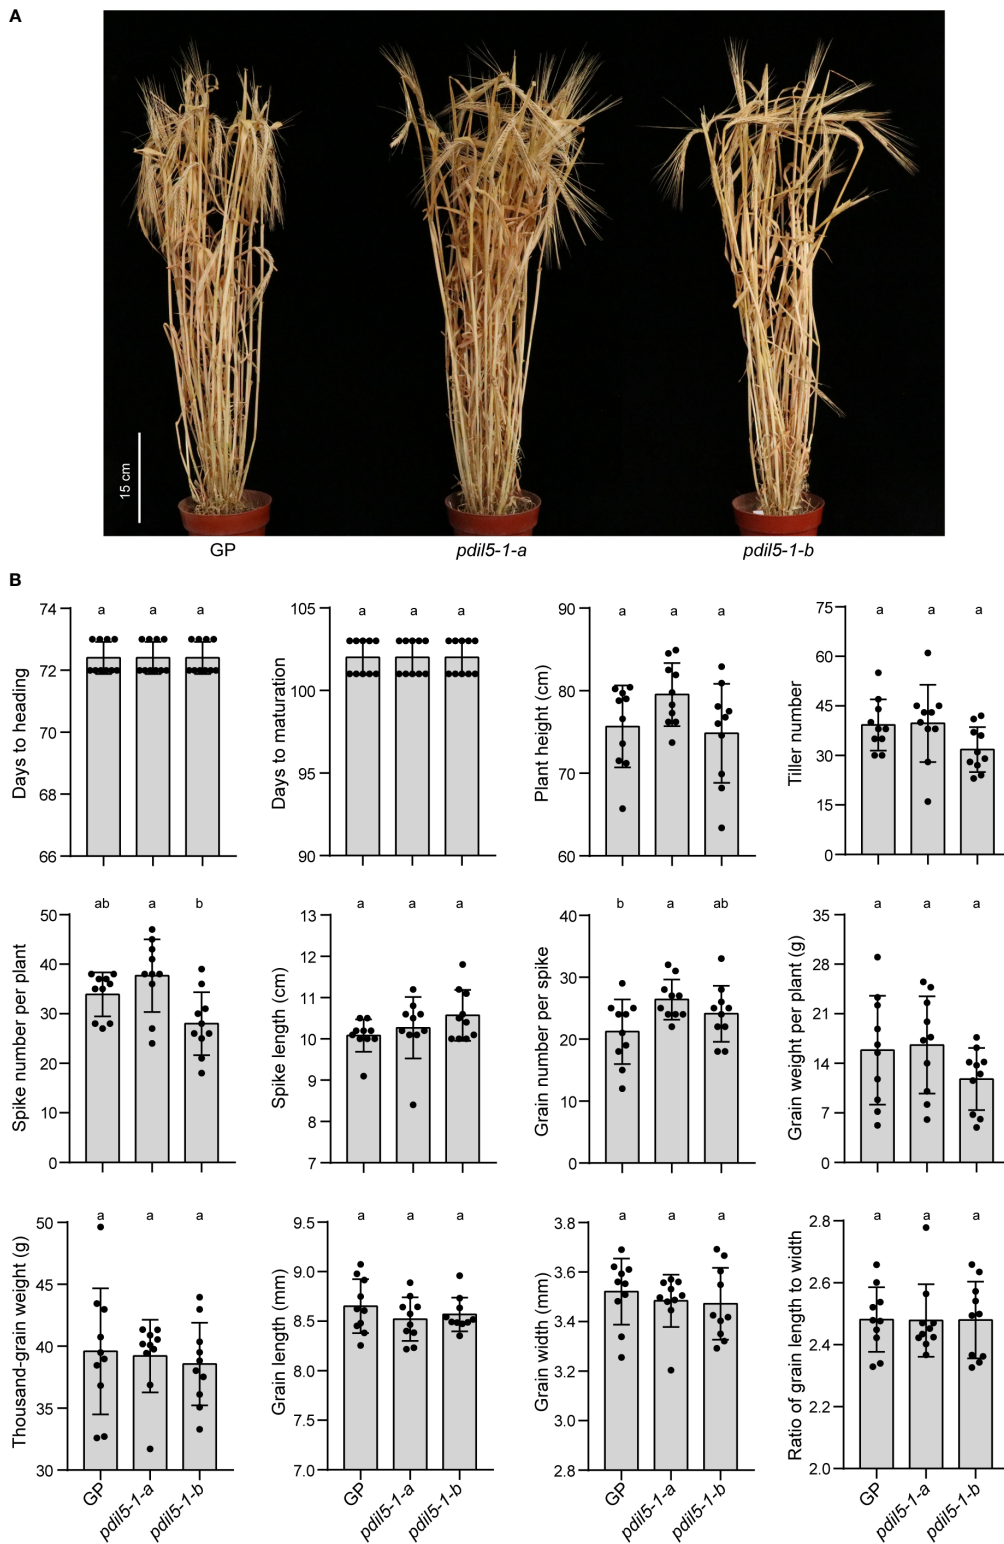 A
15 cm
GP pdil5-1-a pdil5-1-b
B
Days to heading
74
72
70
68
66
a a a
Days to maturation
105
100
95
90
a a a
Plant height (cm)
90
80
70
60
a a a
Tiller number
75
60
45
30
15
0
a a a
Spike number per plant
50
40
30
20
10
0
ab a b
Spike length (cm)
13
12
11
10
9
8
7
a a a
Grain number per spike
40
30
20
10
0
b a ab
Grain weight per plant (g)
35
28
21
14
7
0
a a a
Thousand-grain weight (g)
50
45
40
35
30
a a a
GP pdil5-1-a pdil5-1-b
Grain length (mm)
9.5
9.0
8.5
8.0
7.5
7.0
a a a
GP pdil5-1-a pdil5-1-b
Grain width (mm)
3.8
3.6
3.4
3.2
3.0
2.8
a a a
GP pdil5-1-a pdil5-1-b
Ratio of grain length to width
2.8
2.6
2.4
2.2
2.0
a a a
GP pdil5-1-a pdil5-1-b